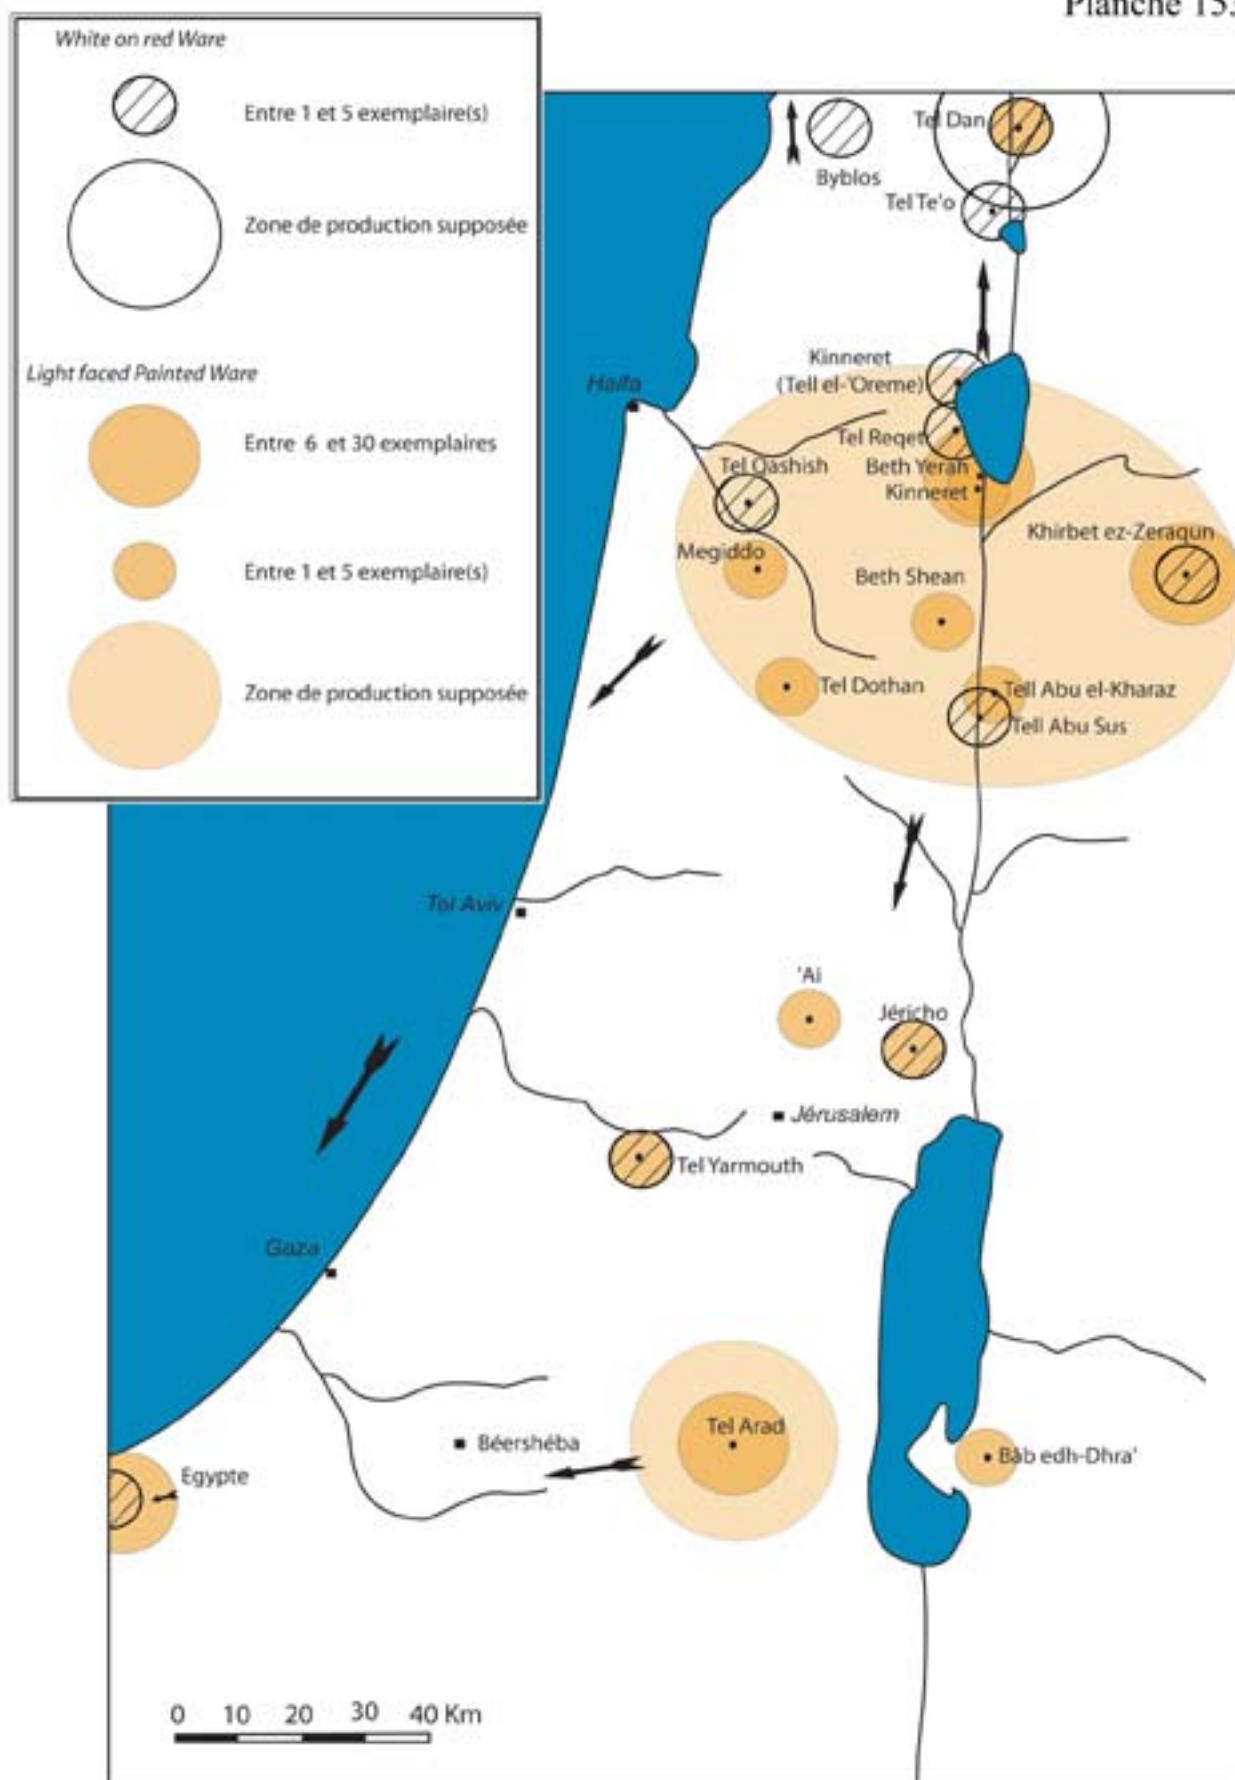 Planche 153
White on red Ware
Entre 1 et 5 exemplaire(s)
Zone de production supposée
Light faced Painted Ware
Entre 6 et 30 exemplaires
Entre 1 et 5 exemplaire(s)
Zone de production supposée
Tel Dan
Byblos
Tel Te'o
Kinneret
(Tell el-'Oreme)
Haifa
Tel Reqet
Tel Qashish
Beth Yerah
Kinneret
Khirbet ez-Zeraqun
Megiddo
Beth Shean
Tel Dothan
Tell Abu el-Kharaz
Tell Abu Sus
Tel Aviv
'Ai
Jéricho
Jérusalem
Tel Yarmouth
Gaza
Tel Arad
Béershéba
Bâb edh-Dhra'
Egypte
0 10 20 30 40 Km